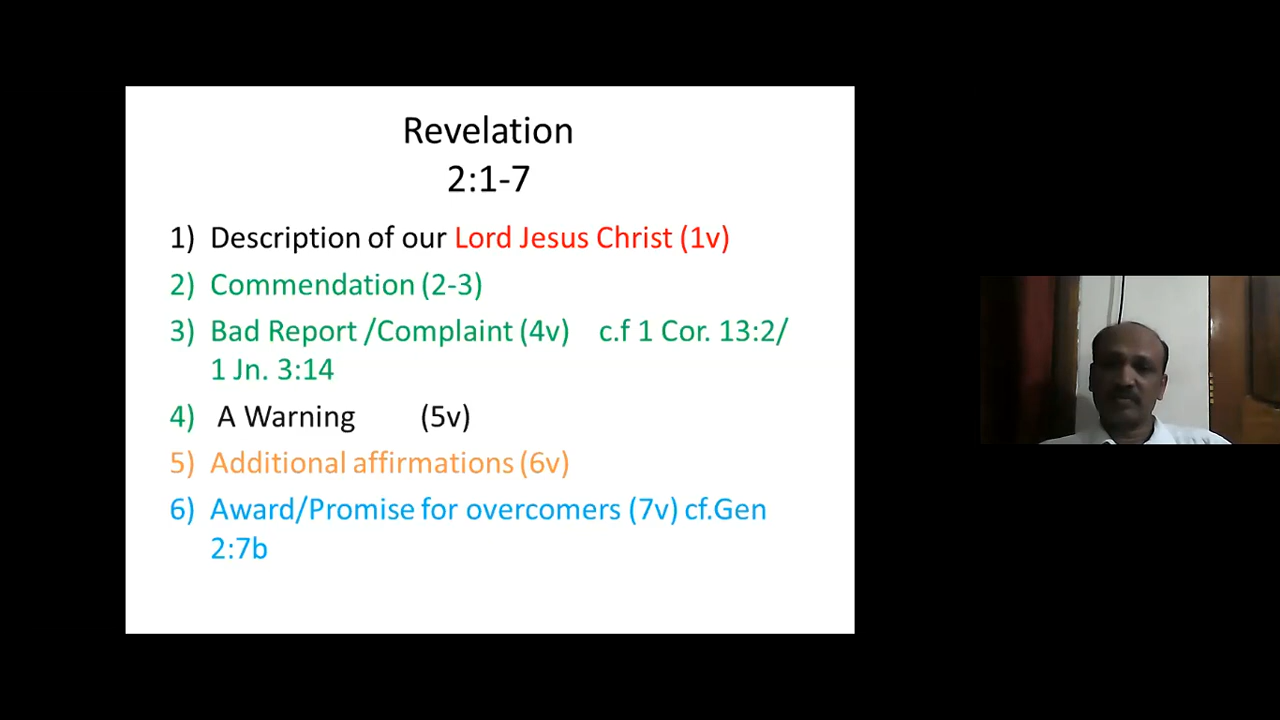 Revelation
2:1-7
1) Description of our Lord Jesus Christ (1v)
2) Commendation (2-3)
3) Bad Report /Complaint (4v) c.f 1 Cor. 13:2/
1 Jn. 3:14
4) A Warning (5v)
5) Additional affirmations (6v)
6) Award/Promise for overcomers (7v) cf.Gen
2:7b